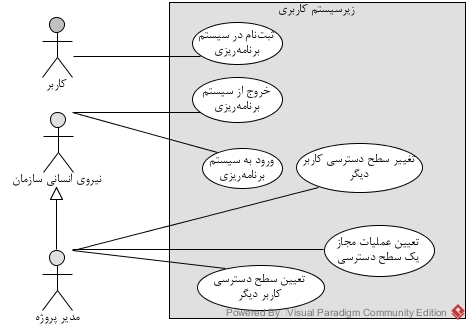 زیرسیستم کاربری
ثبت‌نام در سیستم
برنامه‌ریزی
کاربر
خروج از سیستم
برنامه‌ریزی
نیروی انسانی سازمان
ورود به سیستم
برنامه‌ریزی
تغییر سطح دسترسی کاربر
دیگر
تعیین عملیات مجاز
یک سطح دسترسی
تعیین سطح دسترسی
کاربر دیگر
مدیر پروژه
Powered By Visual Paradigm Community Edition